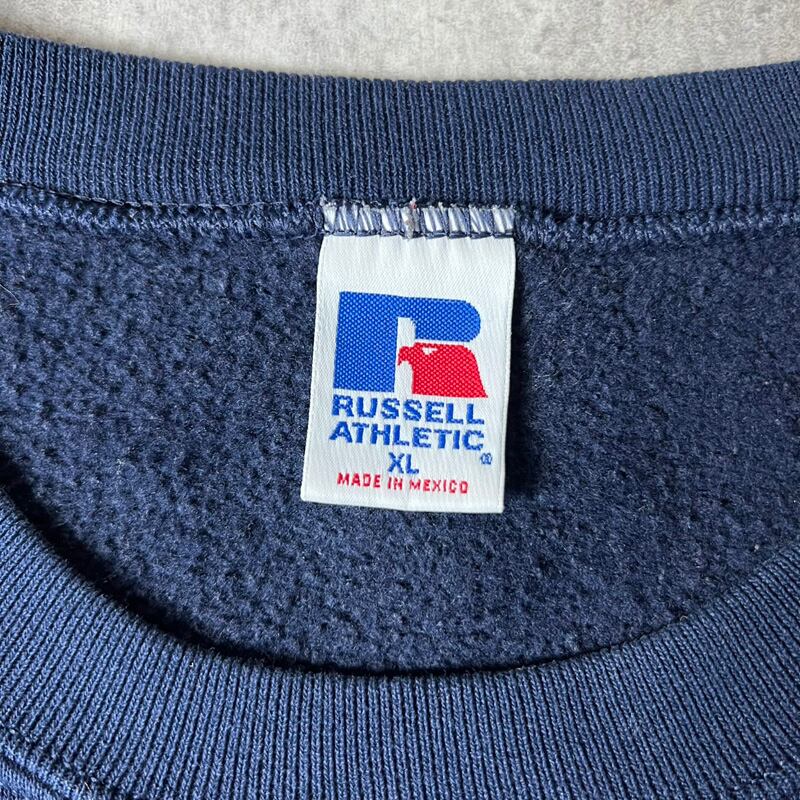 R
RUSSELL
ATHLETIC®
XL
MADE IN MEXICO